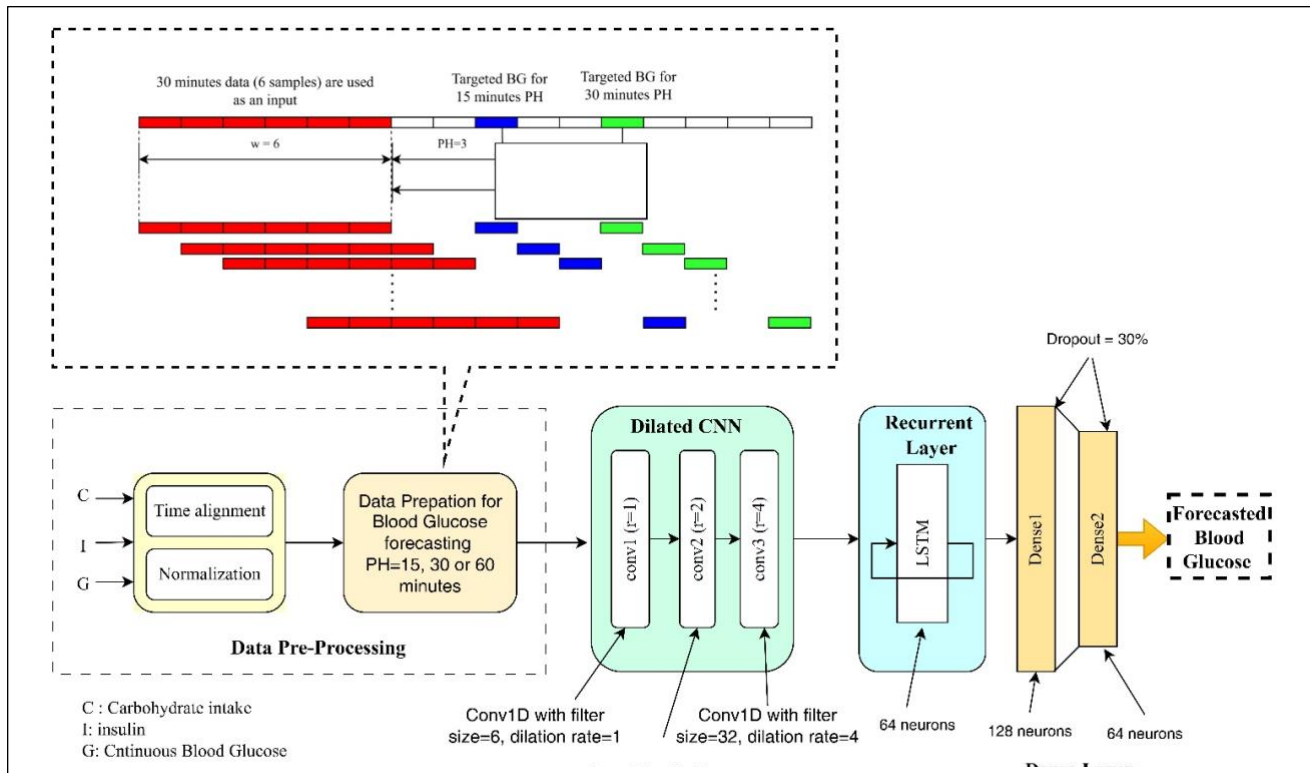 30 minutes data (6 samples) are used
as an input
Targeted BG for
15 minutes PH
Targeted BG for
30 minutes PH
w = 6
PH=3
C
I
G
Time alignment
Normalization
Data Prepation for
Blood Glucose
forecasting
PH=15, 30 or 60
minutes
Data Pre-Processing
Dilated CNN
conv1 (r=1)
conv2 (r=2)
conv3 (r=4)
Recurrent
Layer
LSTM
Dropout = 30%
Dense1
Dense2
Forecasted
Blood
Glucose
C : Carbohydrate intake
I: insulin
G: Cntinuous Blood Glucose
Conv1D with filter
size=6, dilation rate=1
Conv1D with filter
size=32, dilation rate=4
64 neurons
128 neurons
64 neurons